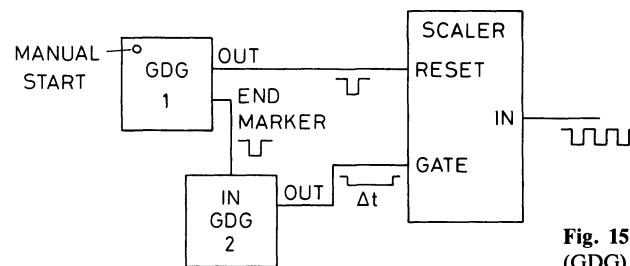 MANUAL
START
GDG
1
OUT
END
MARKER
IN
GDG
2
OUT
Δt
SCALER
RESET
IN
GATE
Fig. 15
(GDG)